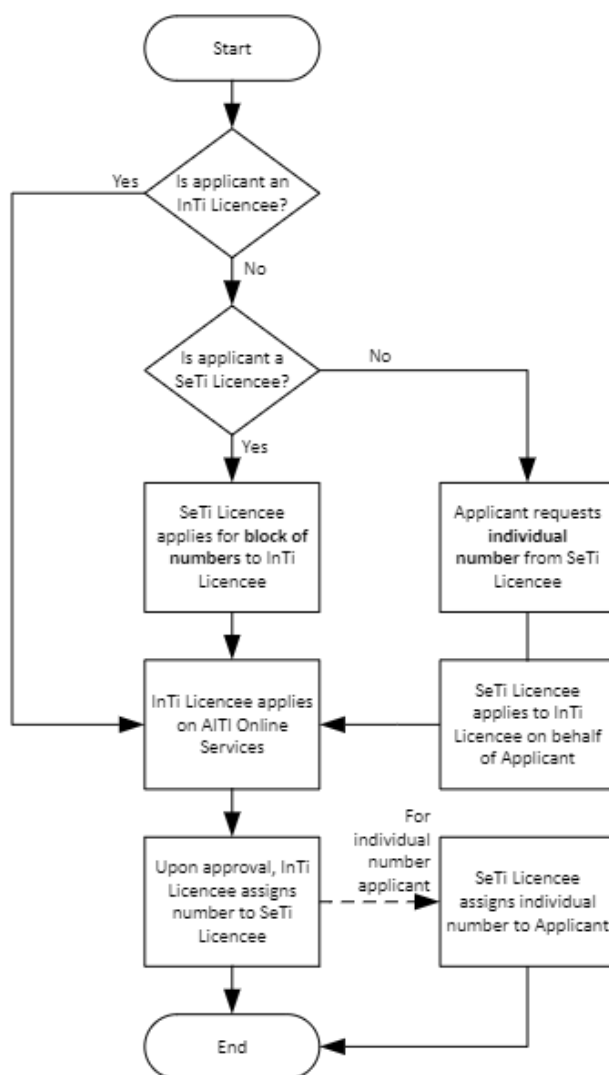 Start
Is applicant an
InTi Licencee?
Yes
No
Is applicant a
SeTi Licencee?
No
Yes
SeTi Licencee
applies for block of
numbers to InTi
Licencee
Applicant requests
individual
number from SeTi
Licencee
InTi Licencee applies
on AITI Online
Services
SeTi Licencee
applies to InTi
Licencee on behalf
of Applicant
For
individual
number
applicant
Upon approval, InTi
Licencee assigns
number to SeTi
Licencee
SeTi Licencee
assigns individual
number to Applicant
End